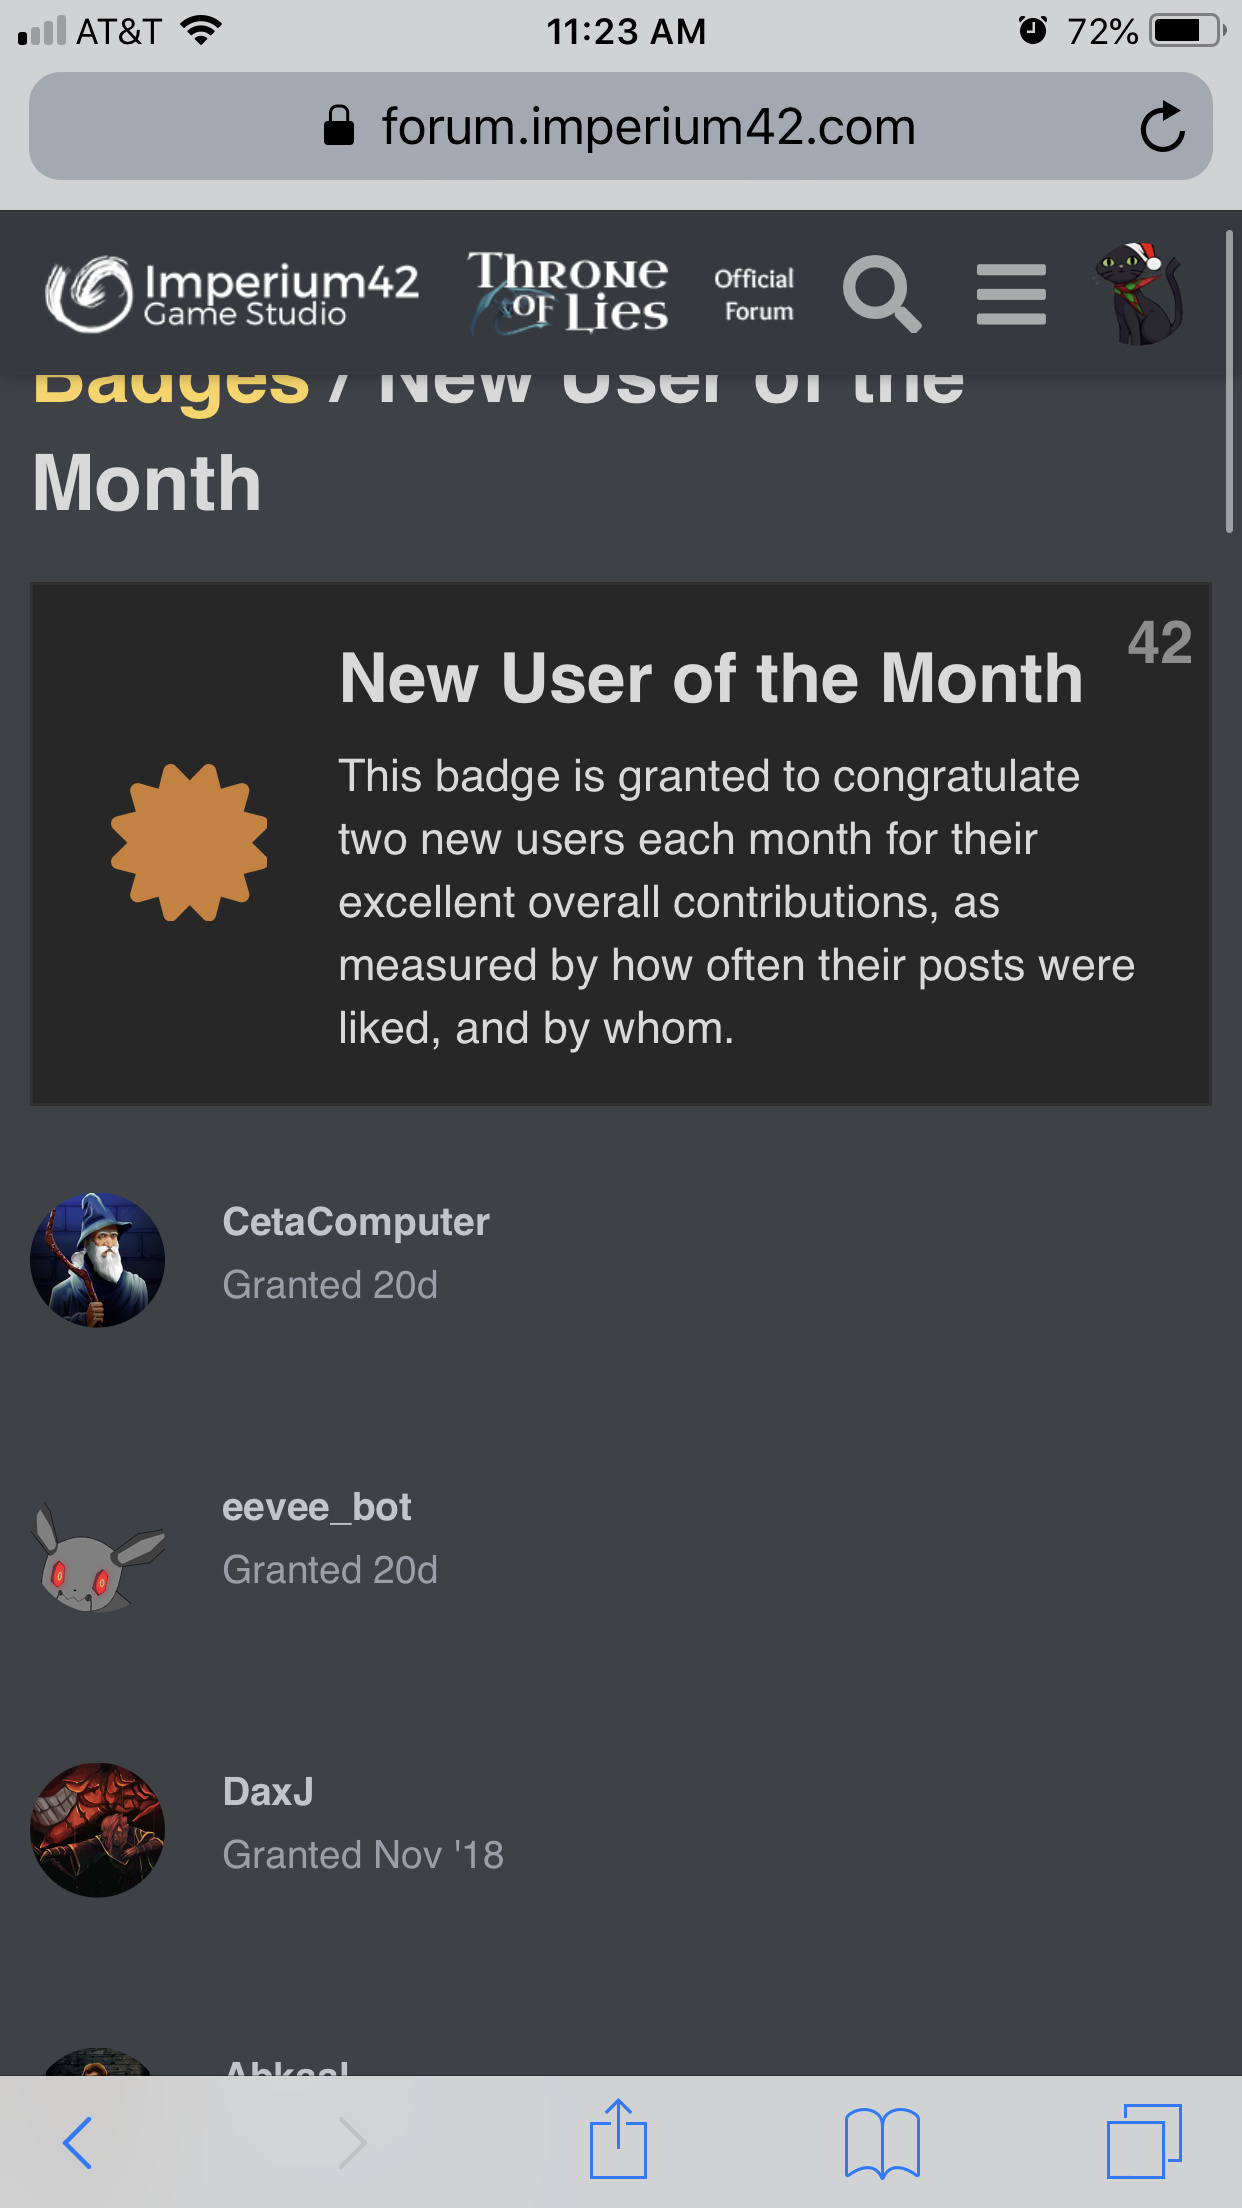 AT&T 11:23 AM 72%
forum.imperium42.com
Imperium42
Game Studio
Throne
of Lies
Official
Forum
Badges / New User of the
Month
42
New User of the Month
This badge is granted to congratulate
two new users each month for their
excellent overall contributions, as
measured by how often their posts were
liked, and by whom.
CetaComputer
Granted 20d
eevee_bot
Granted 20d
DaxJ
Granted Nov '18